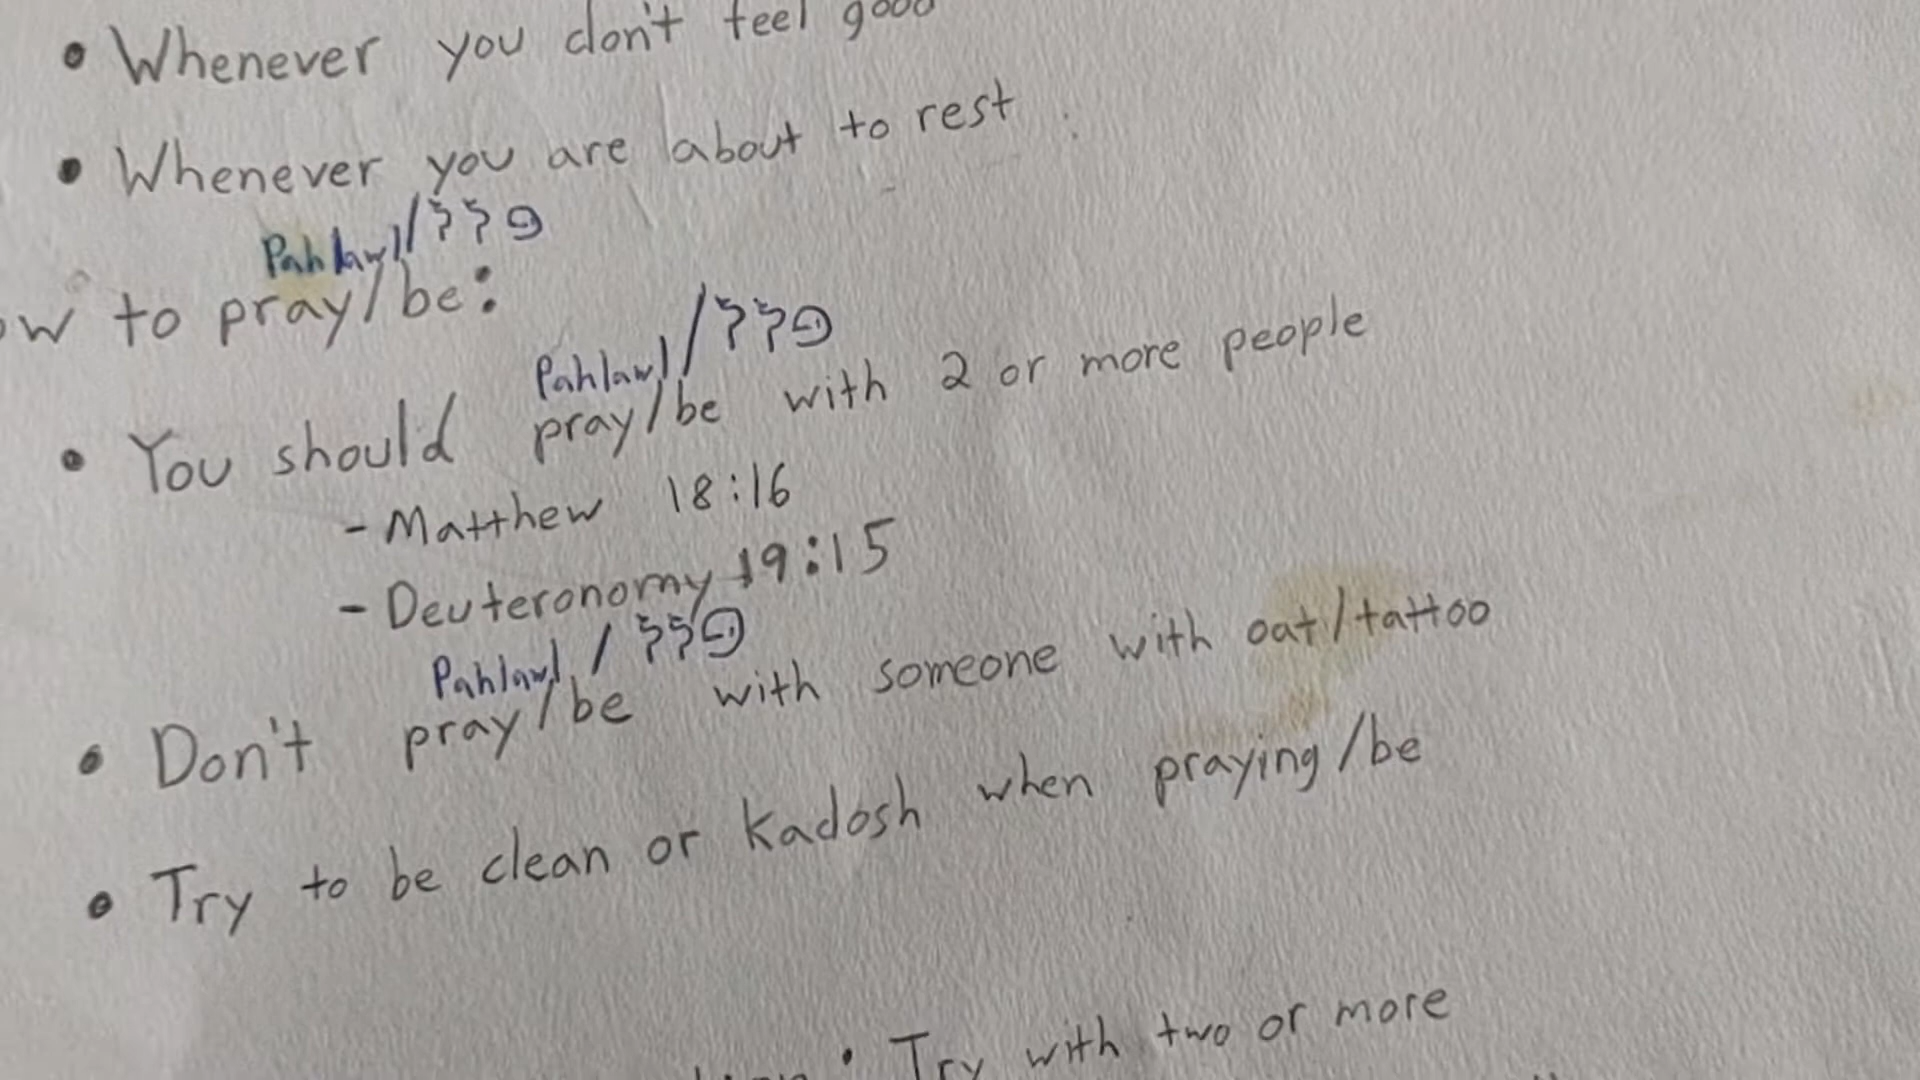 • Whenever you don't feel good
• Whenever you are about to rest
Pahlawl/
to pray/be:
Pahlawl/
• You should pray/be with 2 or more people
- Matthew 18:16
- Deuteronomy 19:15
Pahlawl/
• Don't pray/be with someone with oat/tattoo
• Try to be clean or Kadosh when praying/be
• Try with two or more